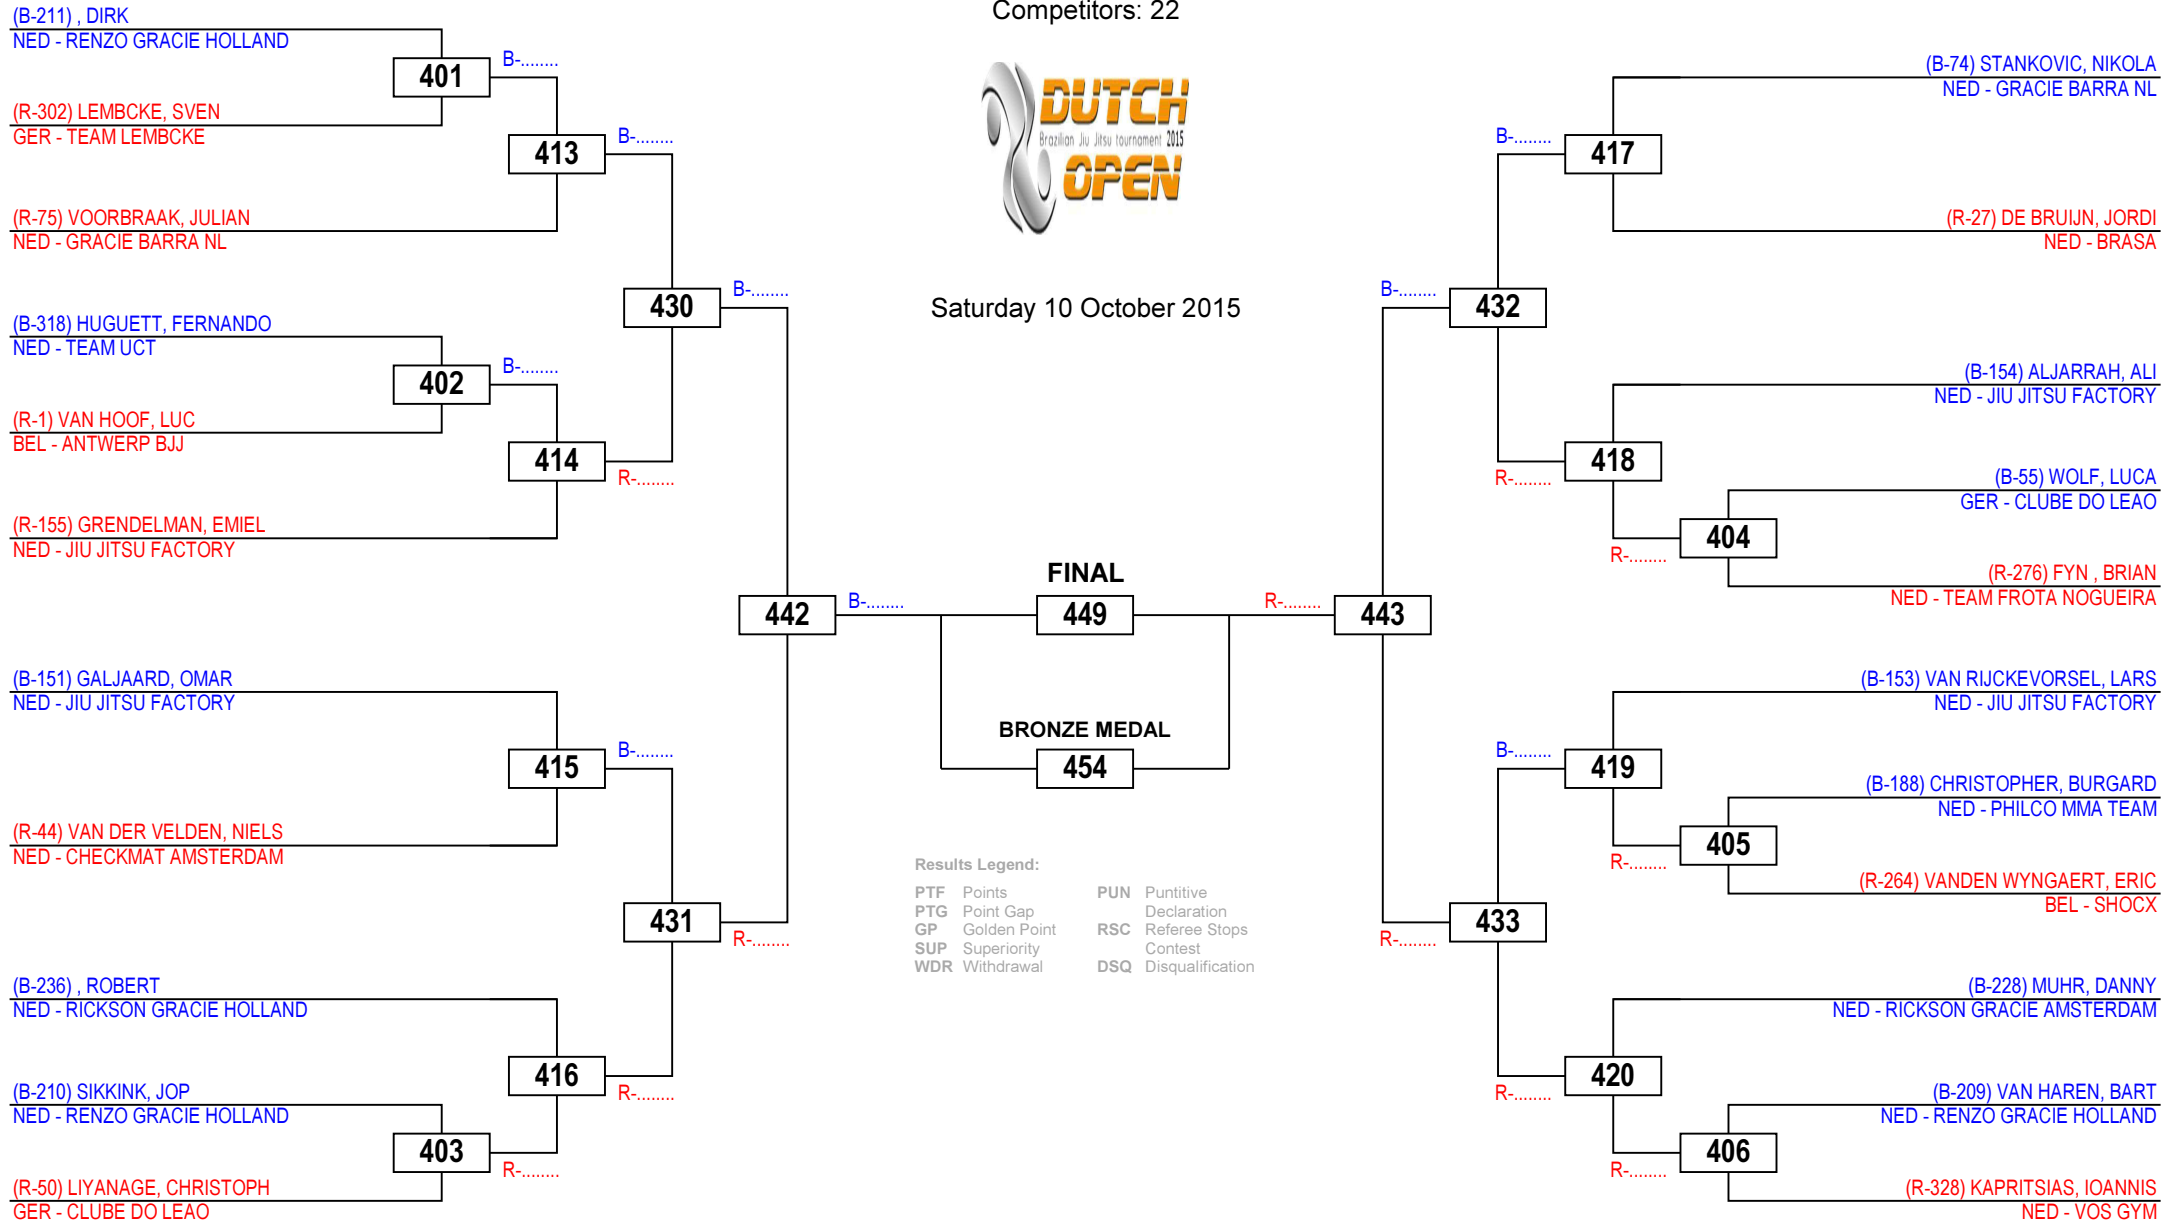 Competitors: 22
DUTCH
Brazilian Jiu Jitsu tournament 2015
OPEN
Saturday 10 October 2015
(B-211) , DIRK
NED - RENZO GRACIE HOLLAND
401
B-........
(R-302) LEMBCKE, SVEN
GER - TEAM LEMBCKE
413
B-........
(R-75) VOORBRAAK, JULIAN
NED - GRACIE BARRA NL
430
B-........
(B-318) HUGUETT, FERNANDO
NED - TEAM UCT
402
B-........
(R-1) VAN HOOF, LUC
BEL - ANTWERP BJJ
414
R-........
(R-155) GRENDELMAN, EMIEL
NED - JIU JITSU FACTORY
442
B-........
(B-151) GALJAARD, OMAR
NED - JIU JITSU FACTORY
415
B-........
(R-44) VAN DER VELDEN, NIELS
NED - CHECKMAT AMSTERDAM
431
R-........
(B-236) , ROBERT
NED - RICKSON GRACIE HOLLAND
416
R-........
(B-210) SIKKINK, JOP
NED - RENZO GRACIE HOLLAND
403
R-........
(R-50) LIYANAGE, CHRISTOPH
GER - CLUBE DO LEAO
FINAL
449
BRONZE MEDAL
454
Results Legend:
PTF Points
PTG Point Gap
GP Golden Point
SUP Superiority
WDR Withdrawal
PUN Puntitive
Declaration
RSC Referee Stops
Contest
DSQ Disqualification
(B-74) STANKOVIC, NIKOLA
NED - GRACIE BARRA NL
B-........
417
(R-27) DE BRUIJN, JORDI
NED - BRASA
B-........
432
(B-154) ALJARRAH, ALI
NED - JIU JITSU FACTORY
R-........
418
(B-55) WOLF, LUCA
GER - CLUBE DO LEAO
R-........
404
(R-276) FYN , BRIAN
NED - TEAM FROTA NOGUEIRA
R-........
443
(B-153) VAN RIJCKEVORSEL, LARS
NED - JIU JITSU FACTORY
B-........
419
(B-188) CHRISTOPHER, BURGARD
NED - PHILCO MMA TEAM
R-........
405
(R-264) VANDEN WYNGAERT, ERIC
BEL - SHOCX
R-........
433
(B-228) MUHR, DANNY
NED - RICKSON GRACIE AMSTERDAM
R-........
420
(B-209) VAN HAREN, BART
NED - RENZO GRACIE HOLLAND
R-........
406
(R-328) KAPRITSIAS, IOANNIS
NED - VOS GYM